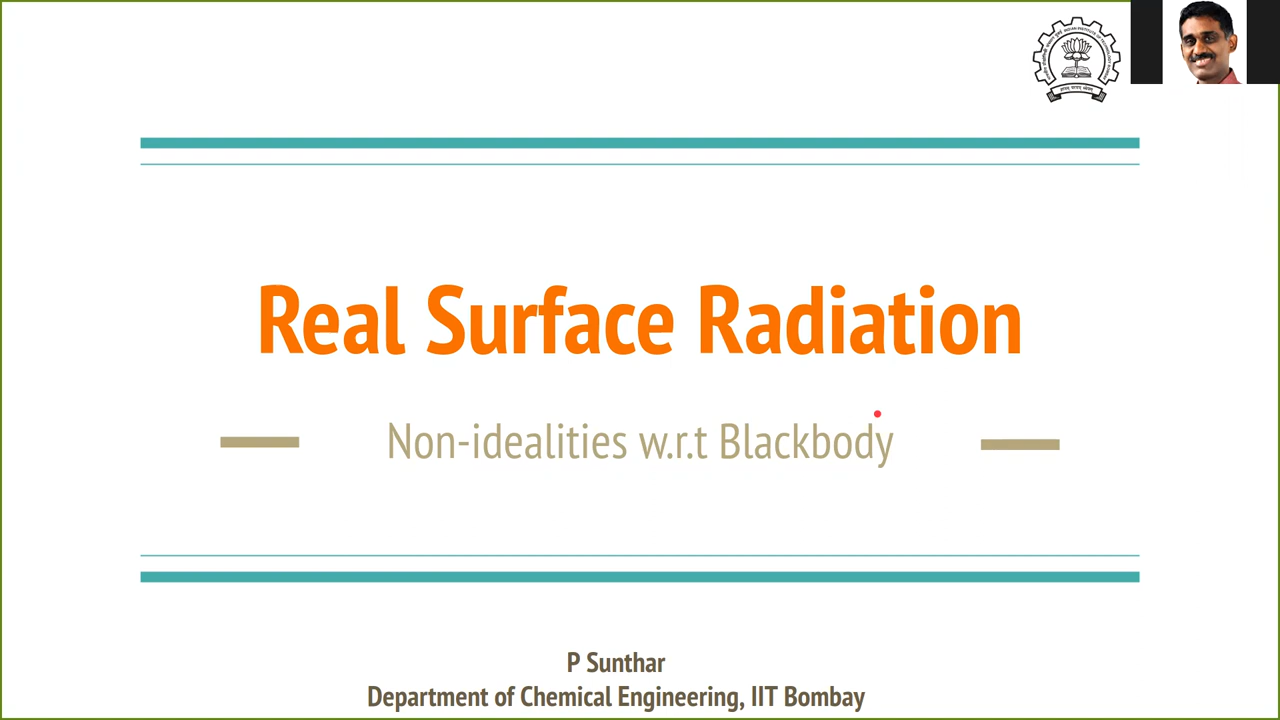 Real Surface Radiation
Non-idealities w.r.t Blackbody
P Sunthar
Department of Chemical Engineering, IIT Bombay